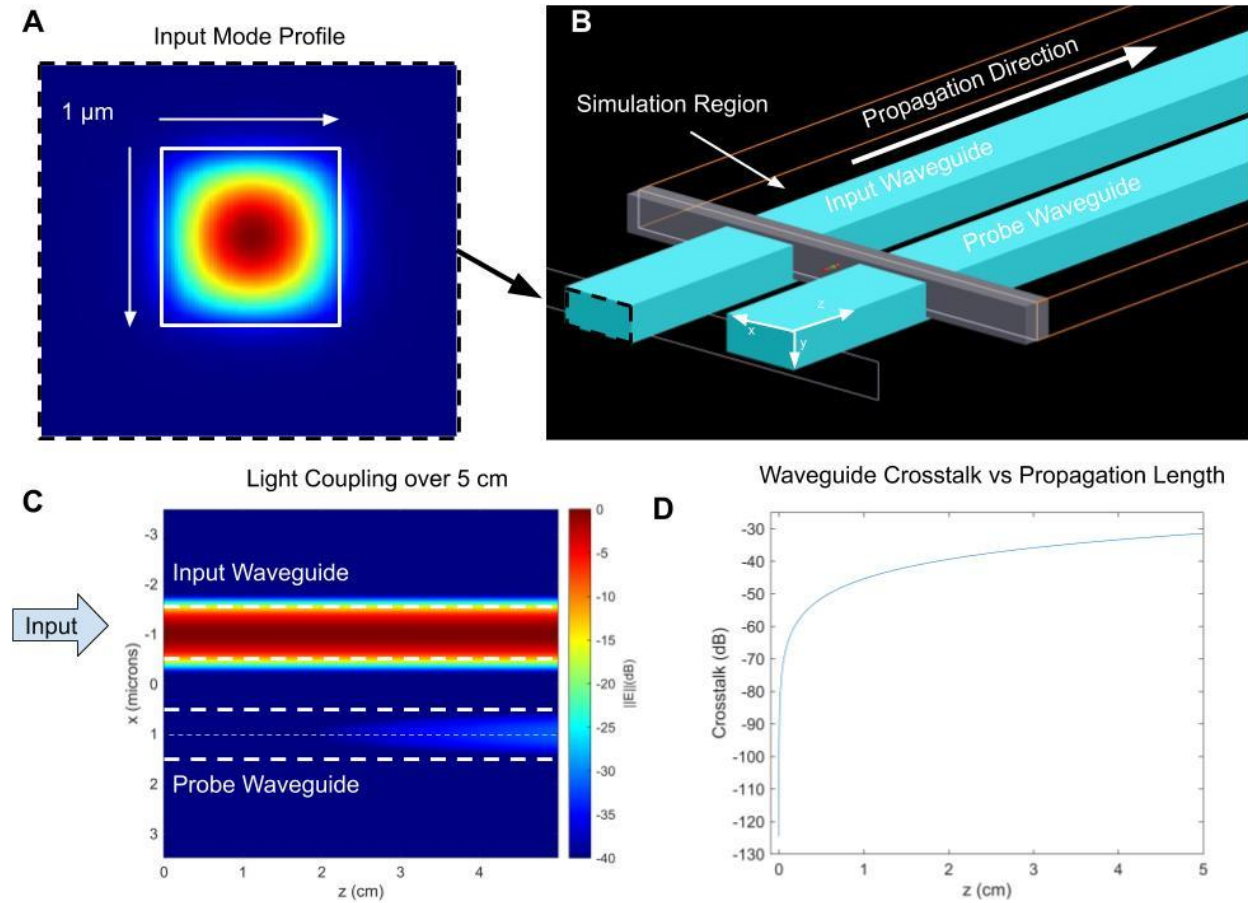 A
Input Mode Profile
1 µm
B
Simulation Region
Propagation Direction
Input Waveguide
Probe Waveguide
x
z
y
C
Light Coupling over 5 cm
Input
Input Waveguide
Probe Waveguide
-3
-2
-1
0
1
2
3
x (microns)
0
1
2
3
4
z (cm)
0
-5
-10
-15
-20
-25
-30
-35
-40
||E||(dB)
D
Waveguide Crosstalk vs Propagation Length
-30
-40
-50
-60
-70
-80
-90
-100
-110
-120
-130
Crosstalk (dB)
0
1
2
3
4
5
z (cm)